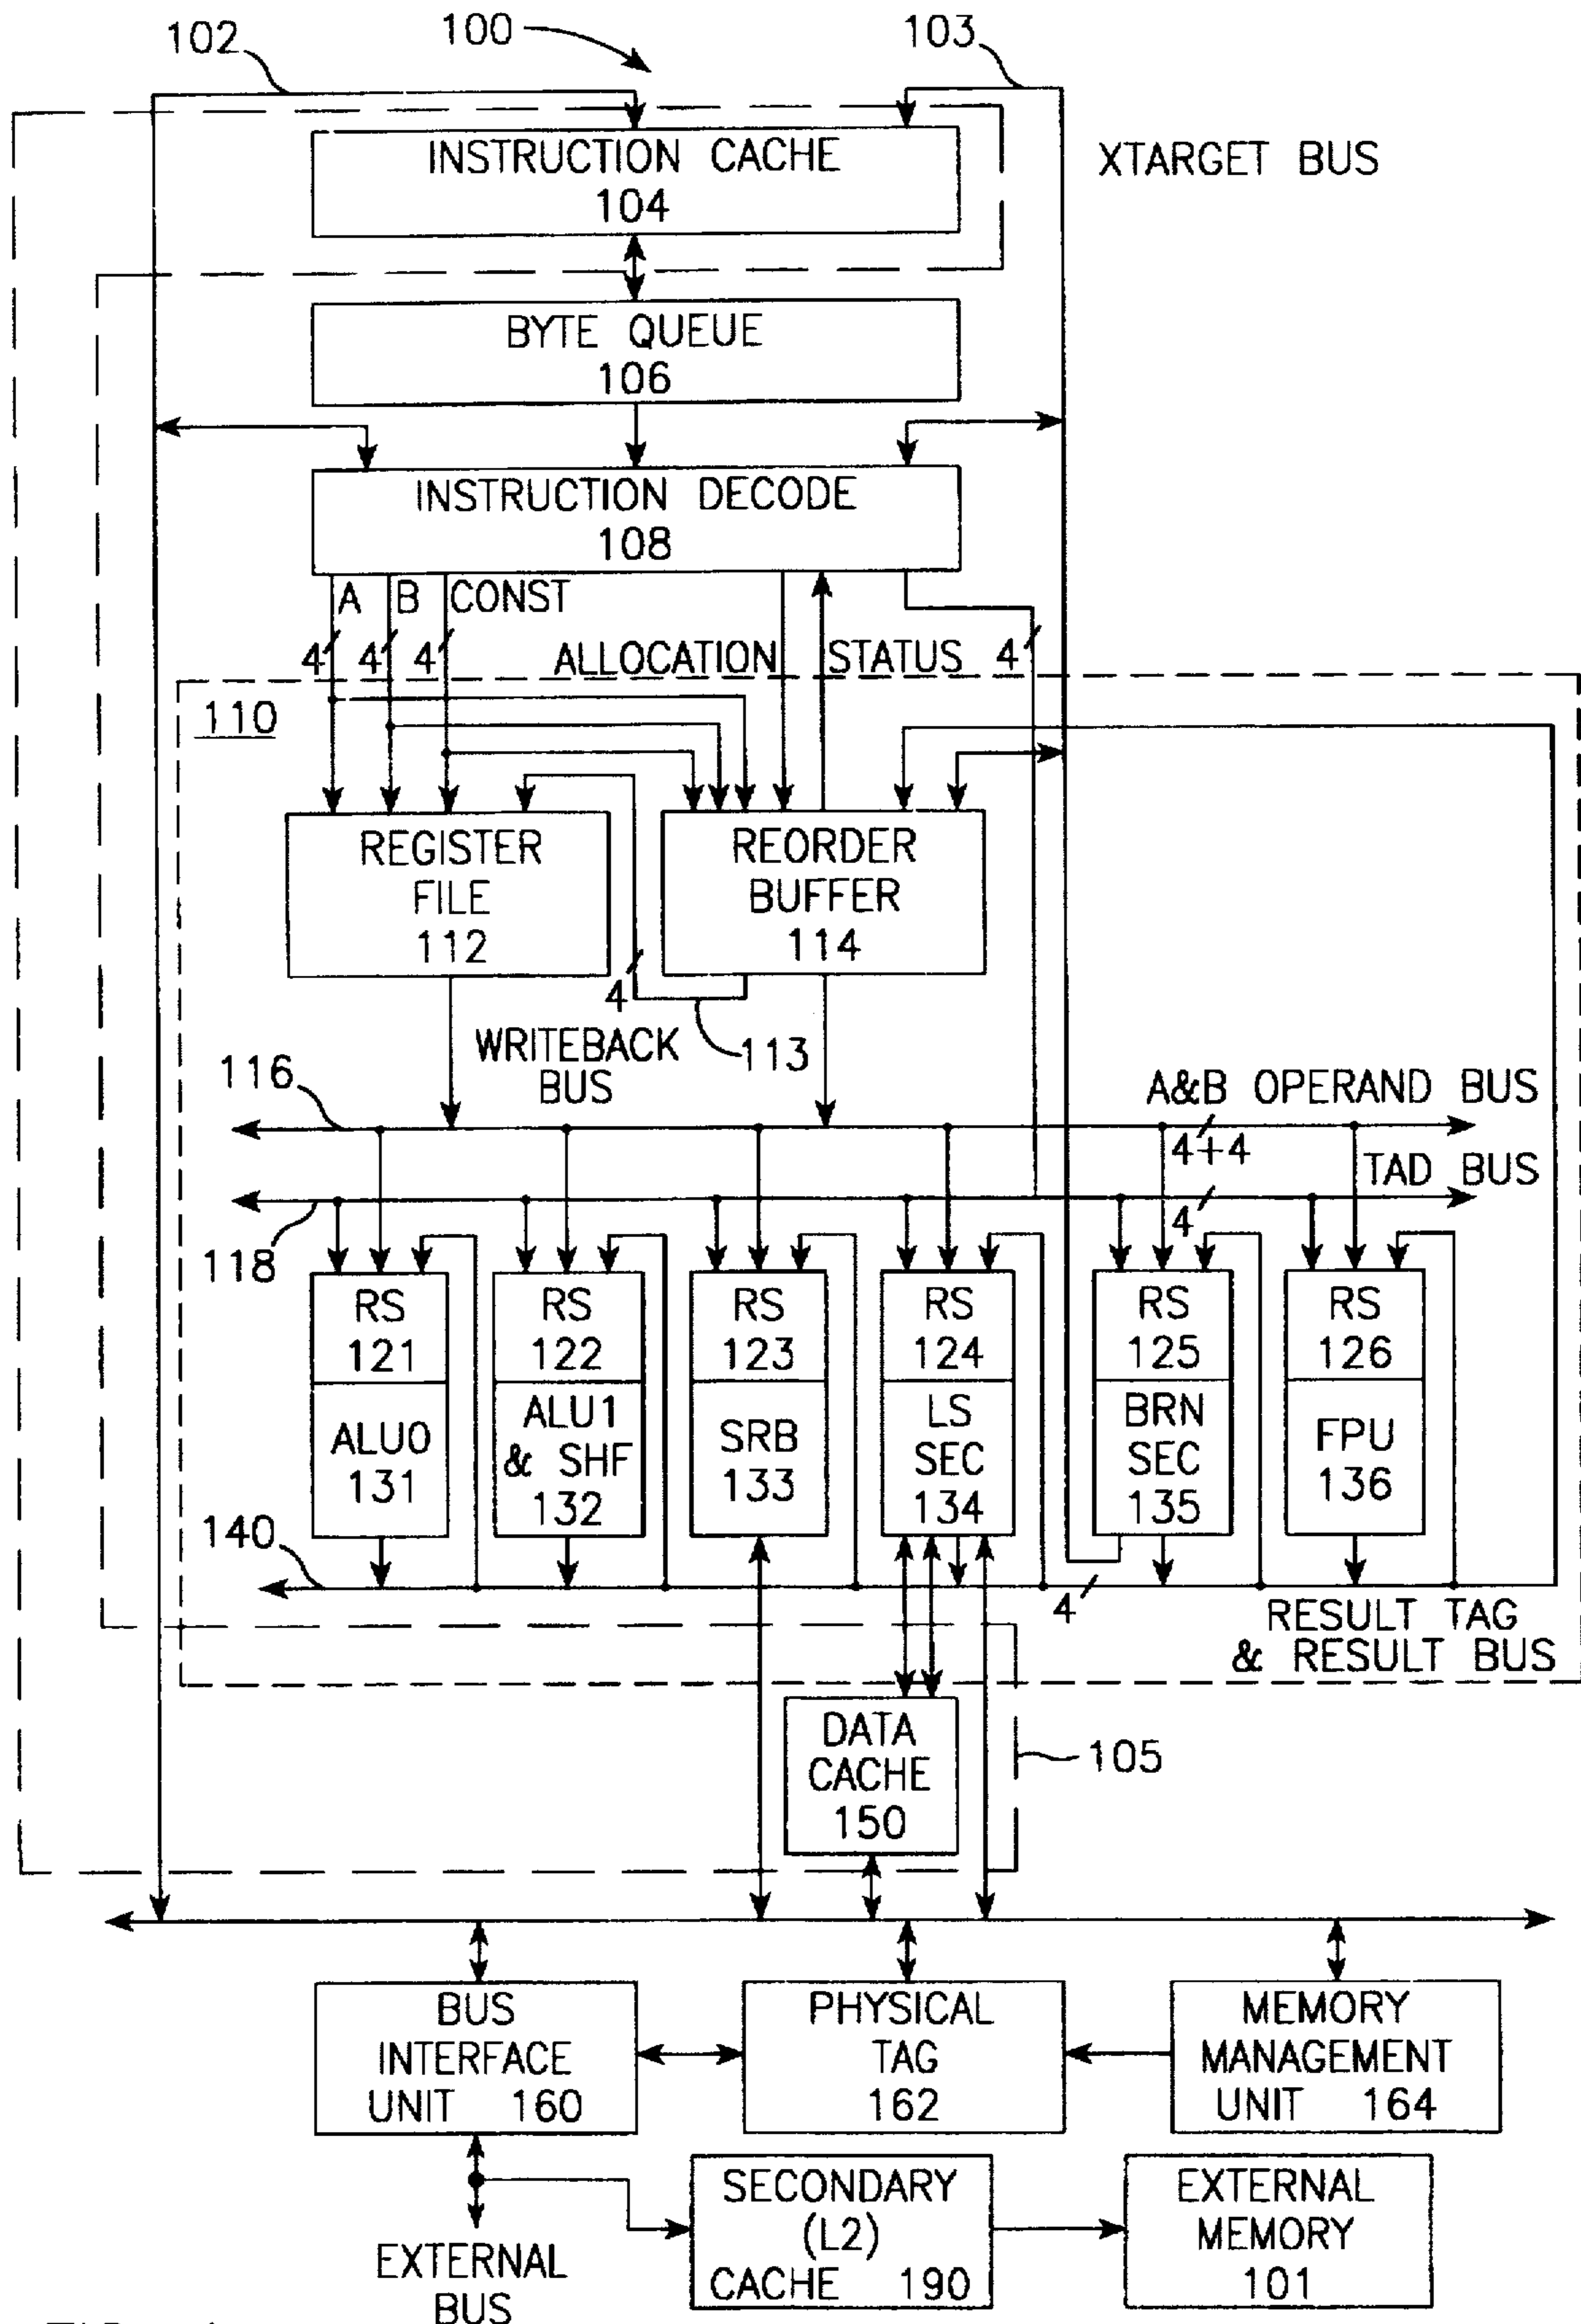 102
100
103
INSTRUCTION CACHE
104
XTARGET BUS
BYTE QUEUE
106
INSTRUCTION DECODE
108
A
B
CONST
4
4
4
ALLOCATION
STATUS
4
110
REGISTER
FILE
112
REORDER
BUFFER
114
4
WRITEBACK
BUS
113
116
A&B OPERAND BUS
4+4
TAD BUS
4
118
RS
121
RS
122
RS
123
RS
124
RS
125
RS
126
ALU0
131
ALU1
& SHF
132
SRB
133
LS
SEC
134
BRN
SEC
135
FPU
136
140
4
RESULT TAG
& RESULT BUS
DATA
CACHE
150
105
BUS
INTERFACE
UNIT 160
PHYSICAL
TAG
162
MEMORY
MANAGEMENT
UNIT 164
EXTERNAL
BUS
SECONDARY
(L2)
CACHE 190
EXTERNAL
MEMORY
101